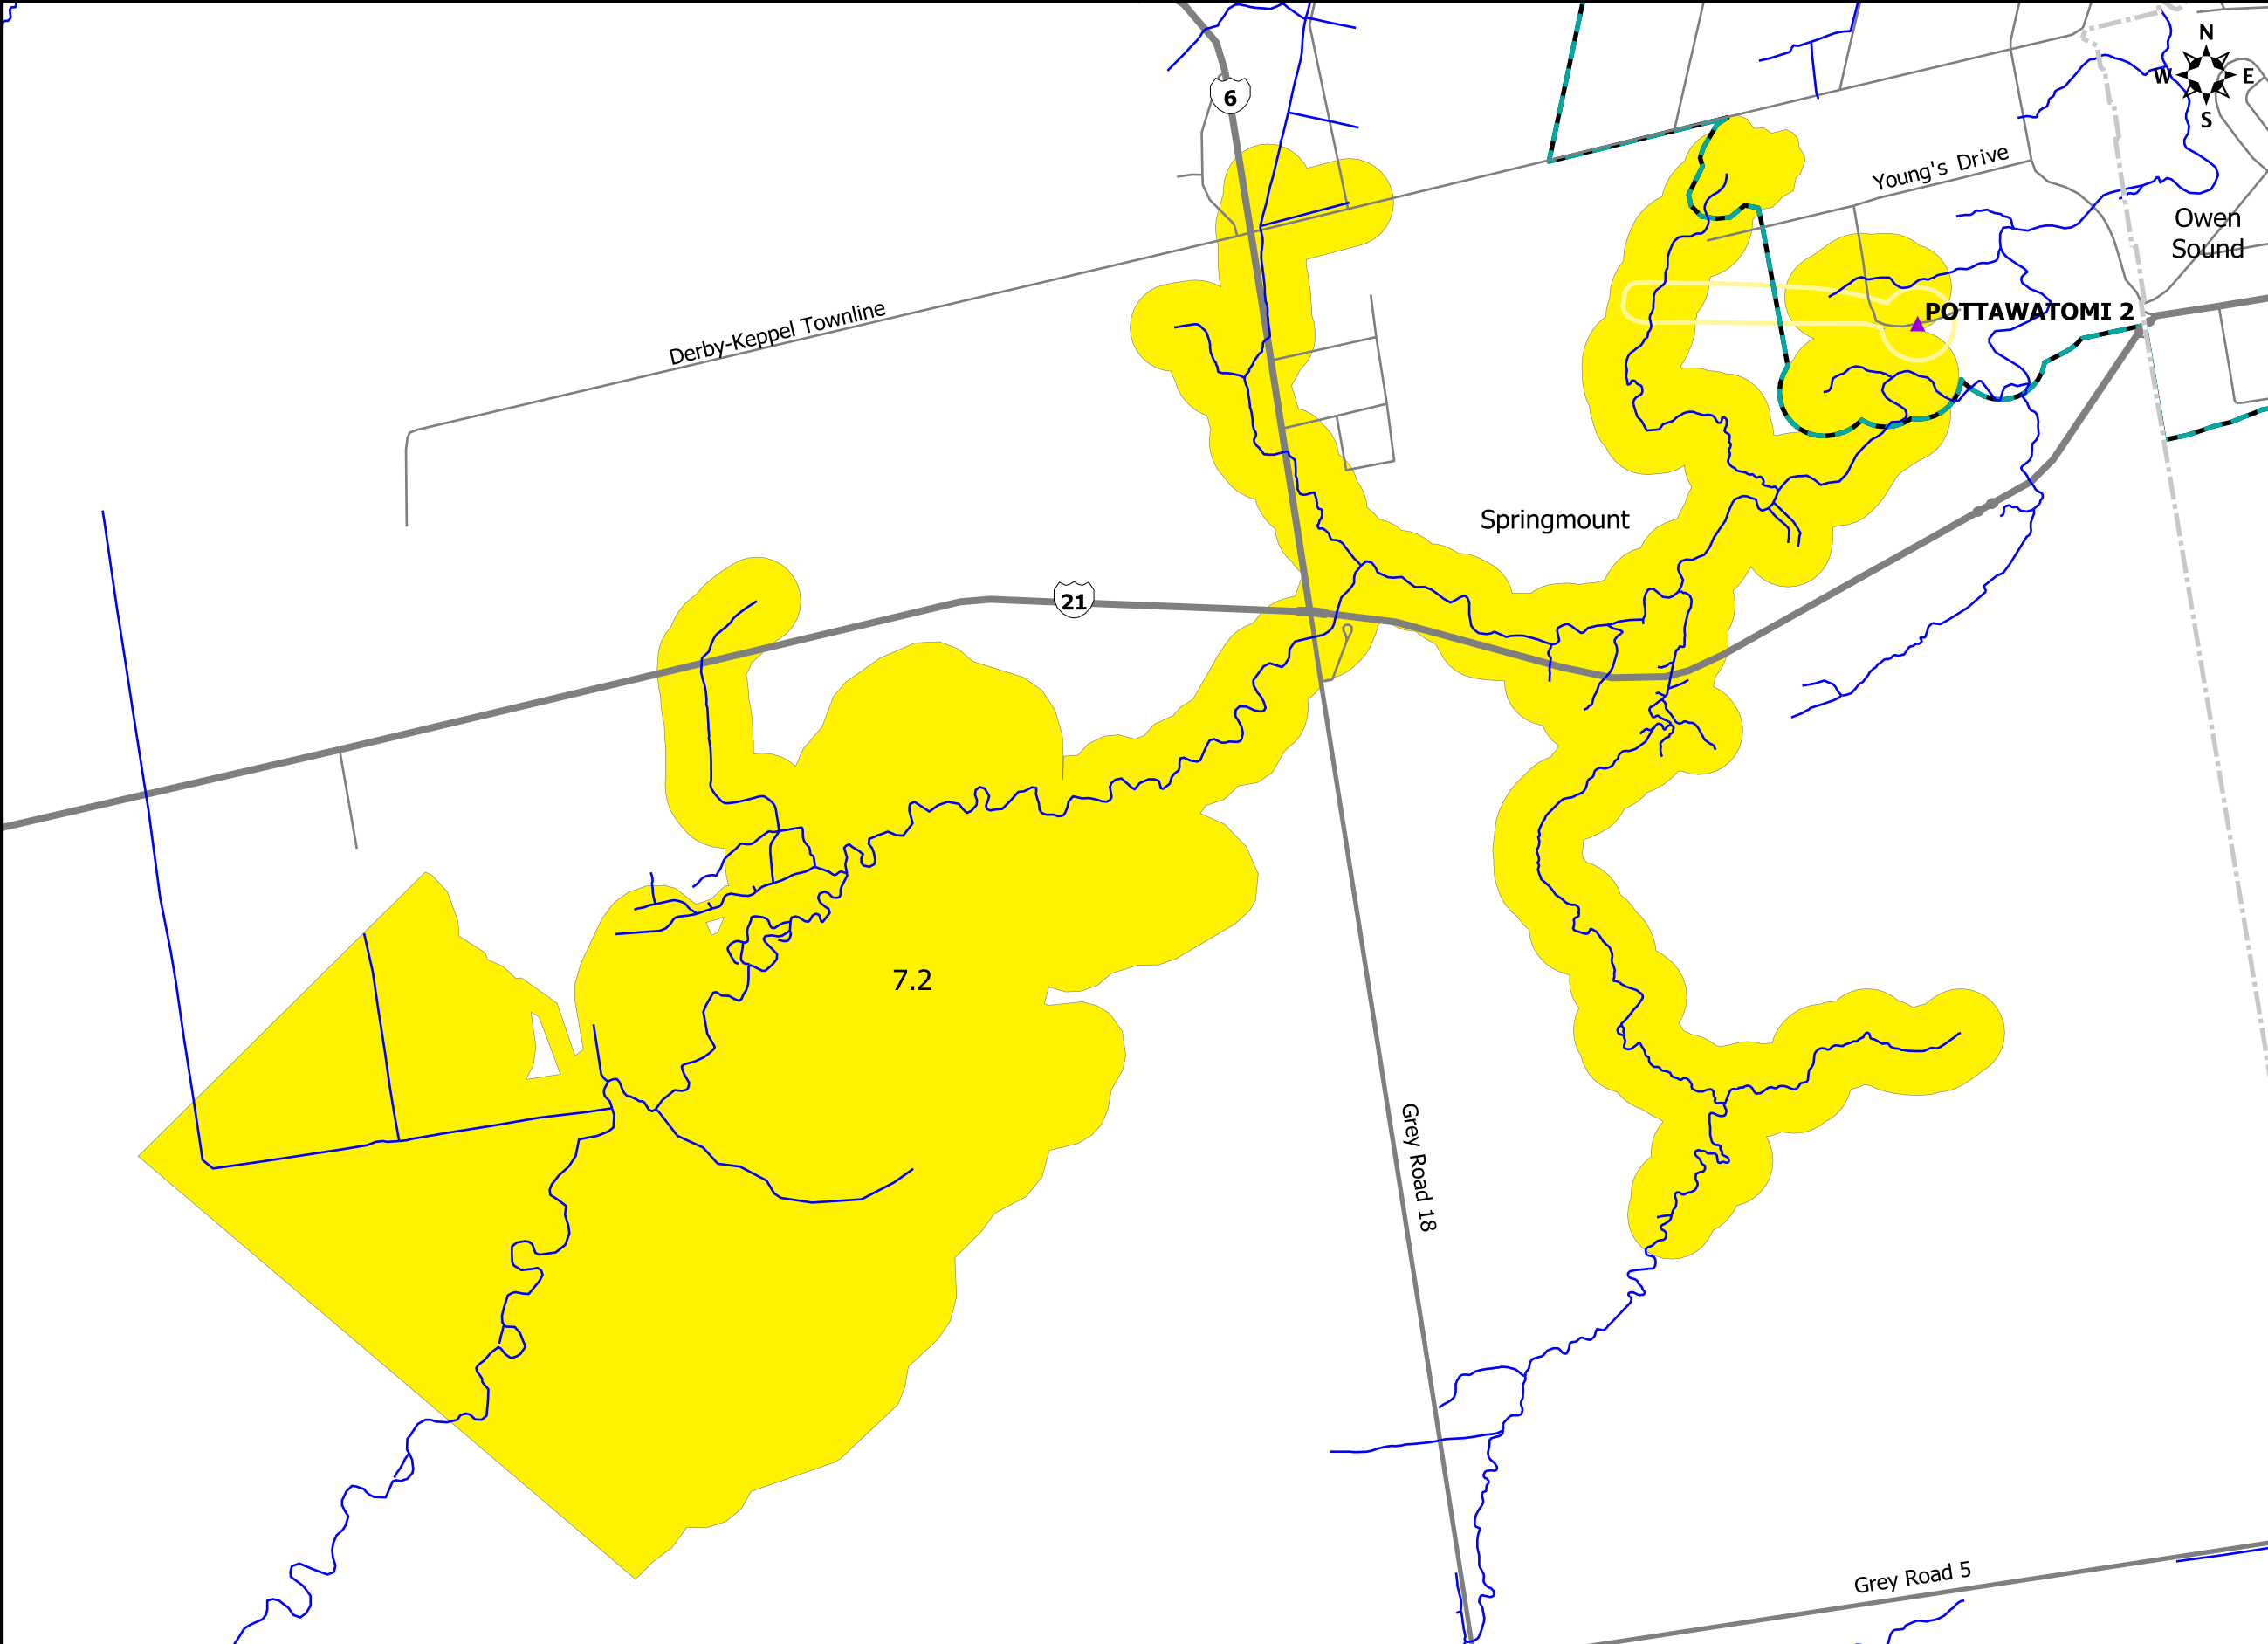 N
W E
S
6
Young's Drive
Owen
Sound
POTTAWATOMI 2
Derby-Keppel Townline
Springmount
21
7.2
Grey Road 18
Grey Road 5